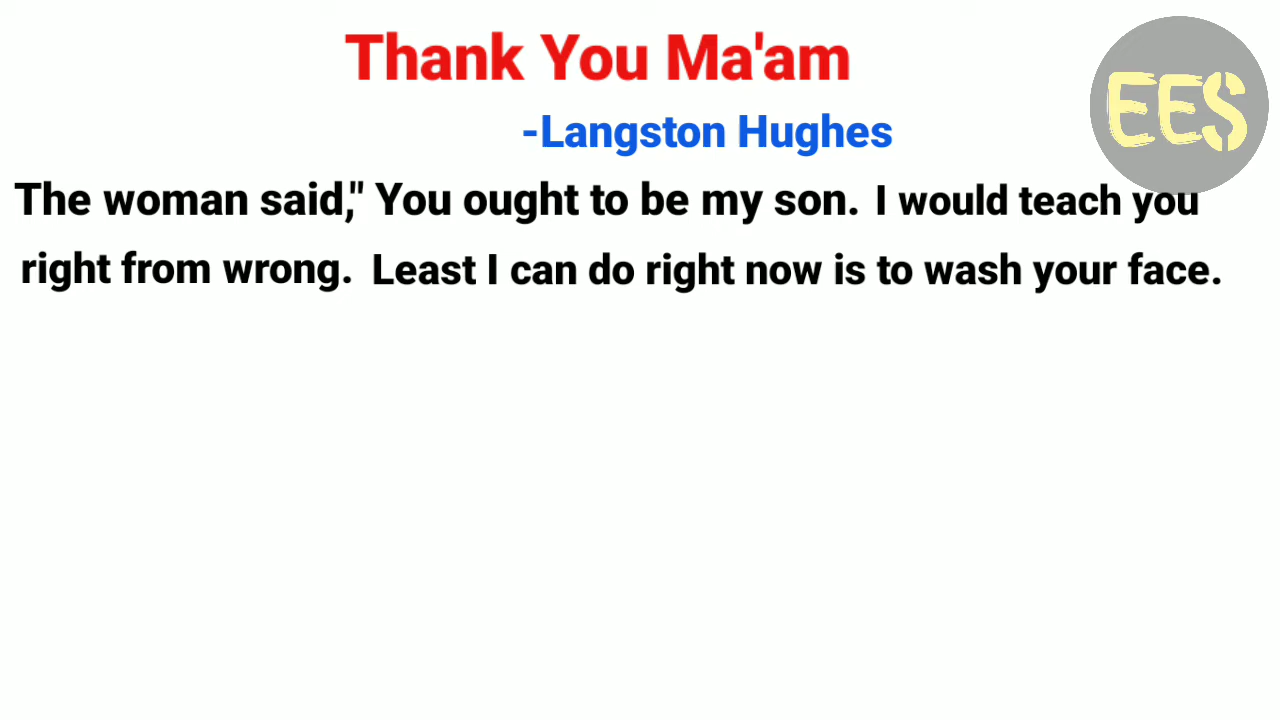 Thank You Ma'am
EES
-Langston Hughes
The woman said," You ought to be my son. I would teach you
right from wrong. Least I can do right now is to wash your face.